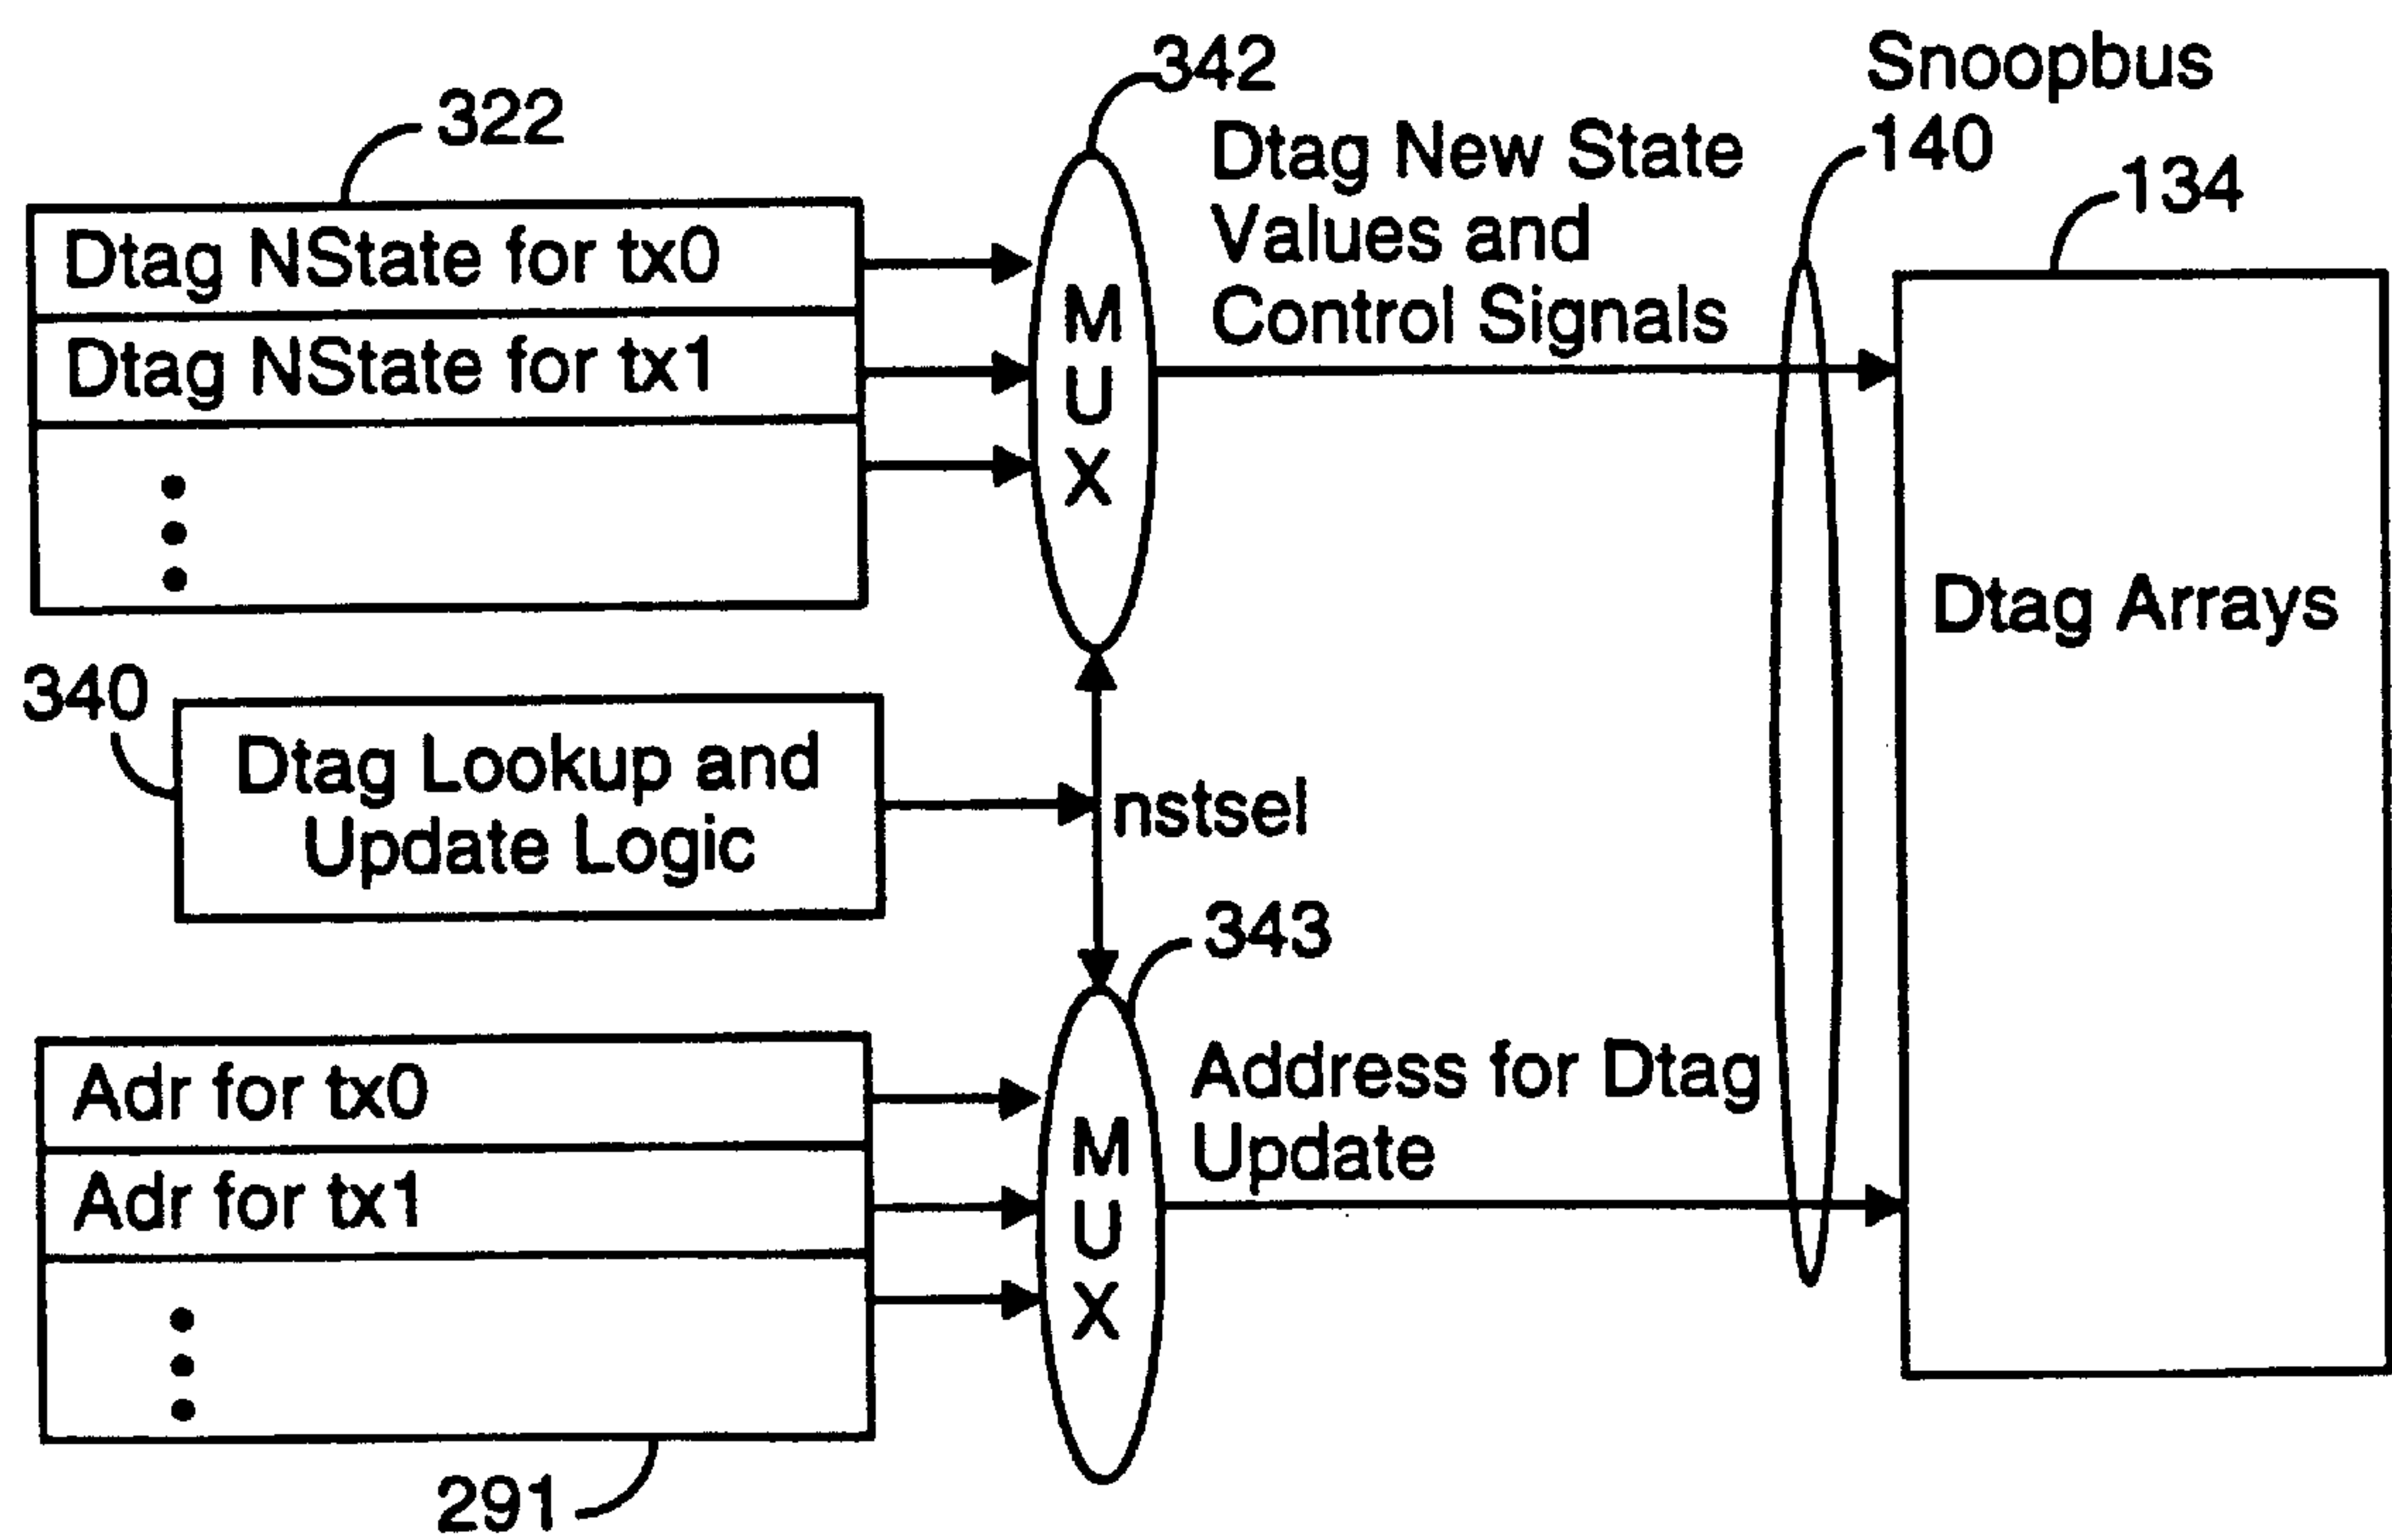 342
Snoopbus
140
322
134
Dtag New State
Values and
Control Signals
Dtag NState for tx0
Dtag NState for tx1
M
U
X
Dtag Arrays
340
Dtag Lookup and
Update Logic
nstsel
343
Adr for tx0
Adr for tx1
M
U
X
Address for Dtag
Update
291